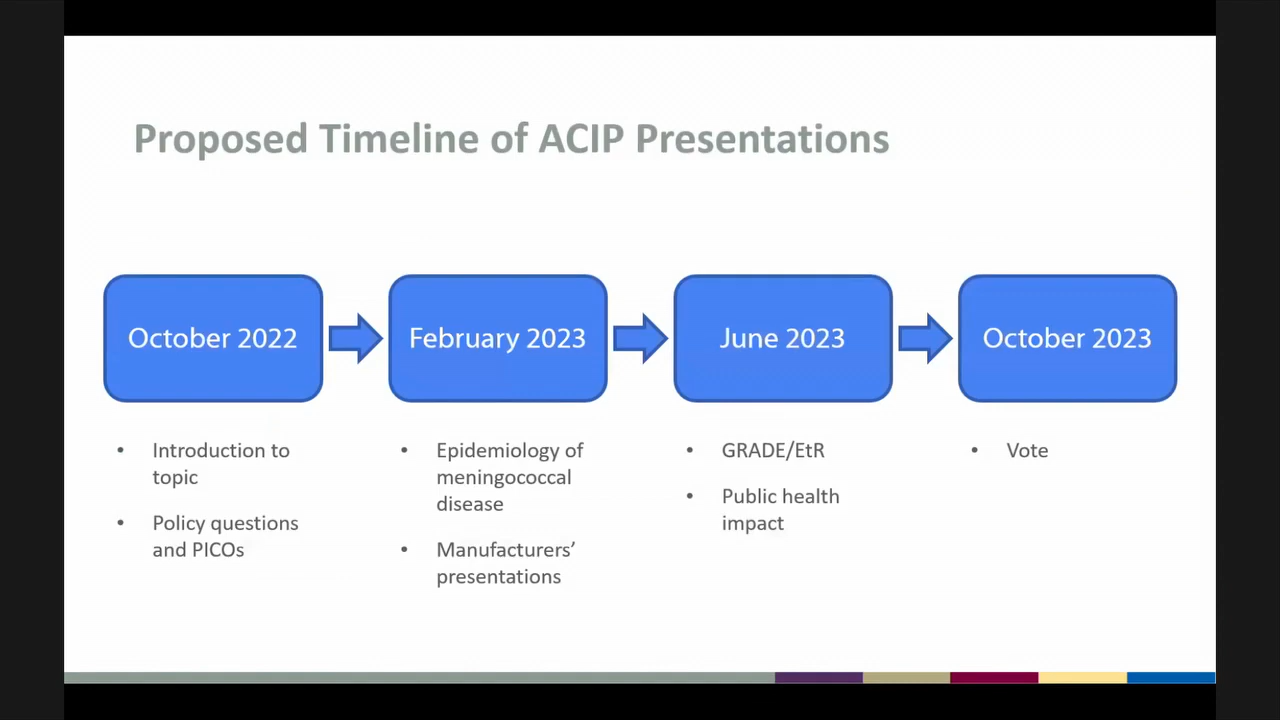 Proposed Timeline of ACIP Presentations
October 2022
February 2023
June 2023
October 2023
• Introduction to
topic
• Policy questions
and PICOs
• Epidemiology of
meningococcal
disease
• Manufacturers’
presentations
• GRADE/EtR
• Public health
impact
• Vote